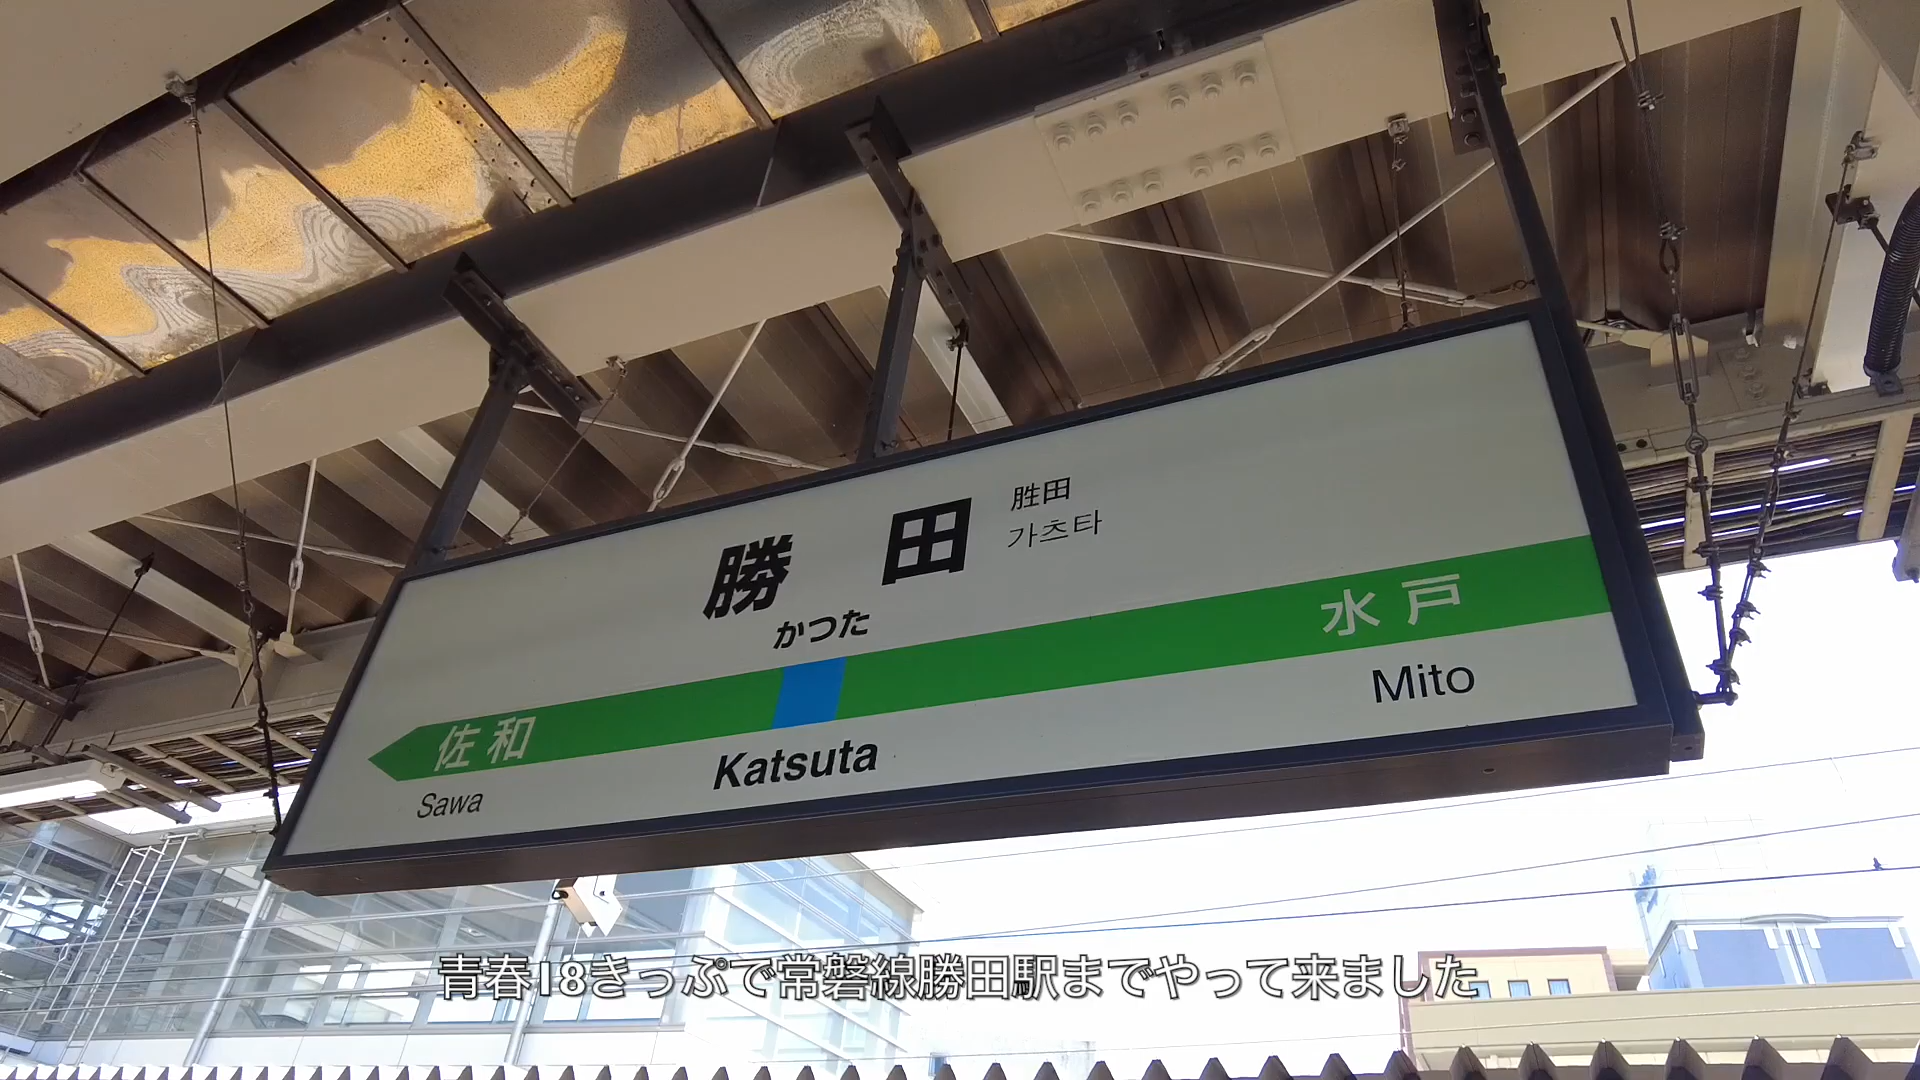 勝田
胜田
가츠타
かつた
水戸
Mito
佐和
Katsuta
Sawa
青春18きっぷで常磐線勝田駅までやって来ました